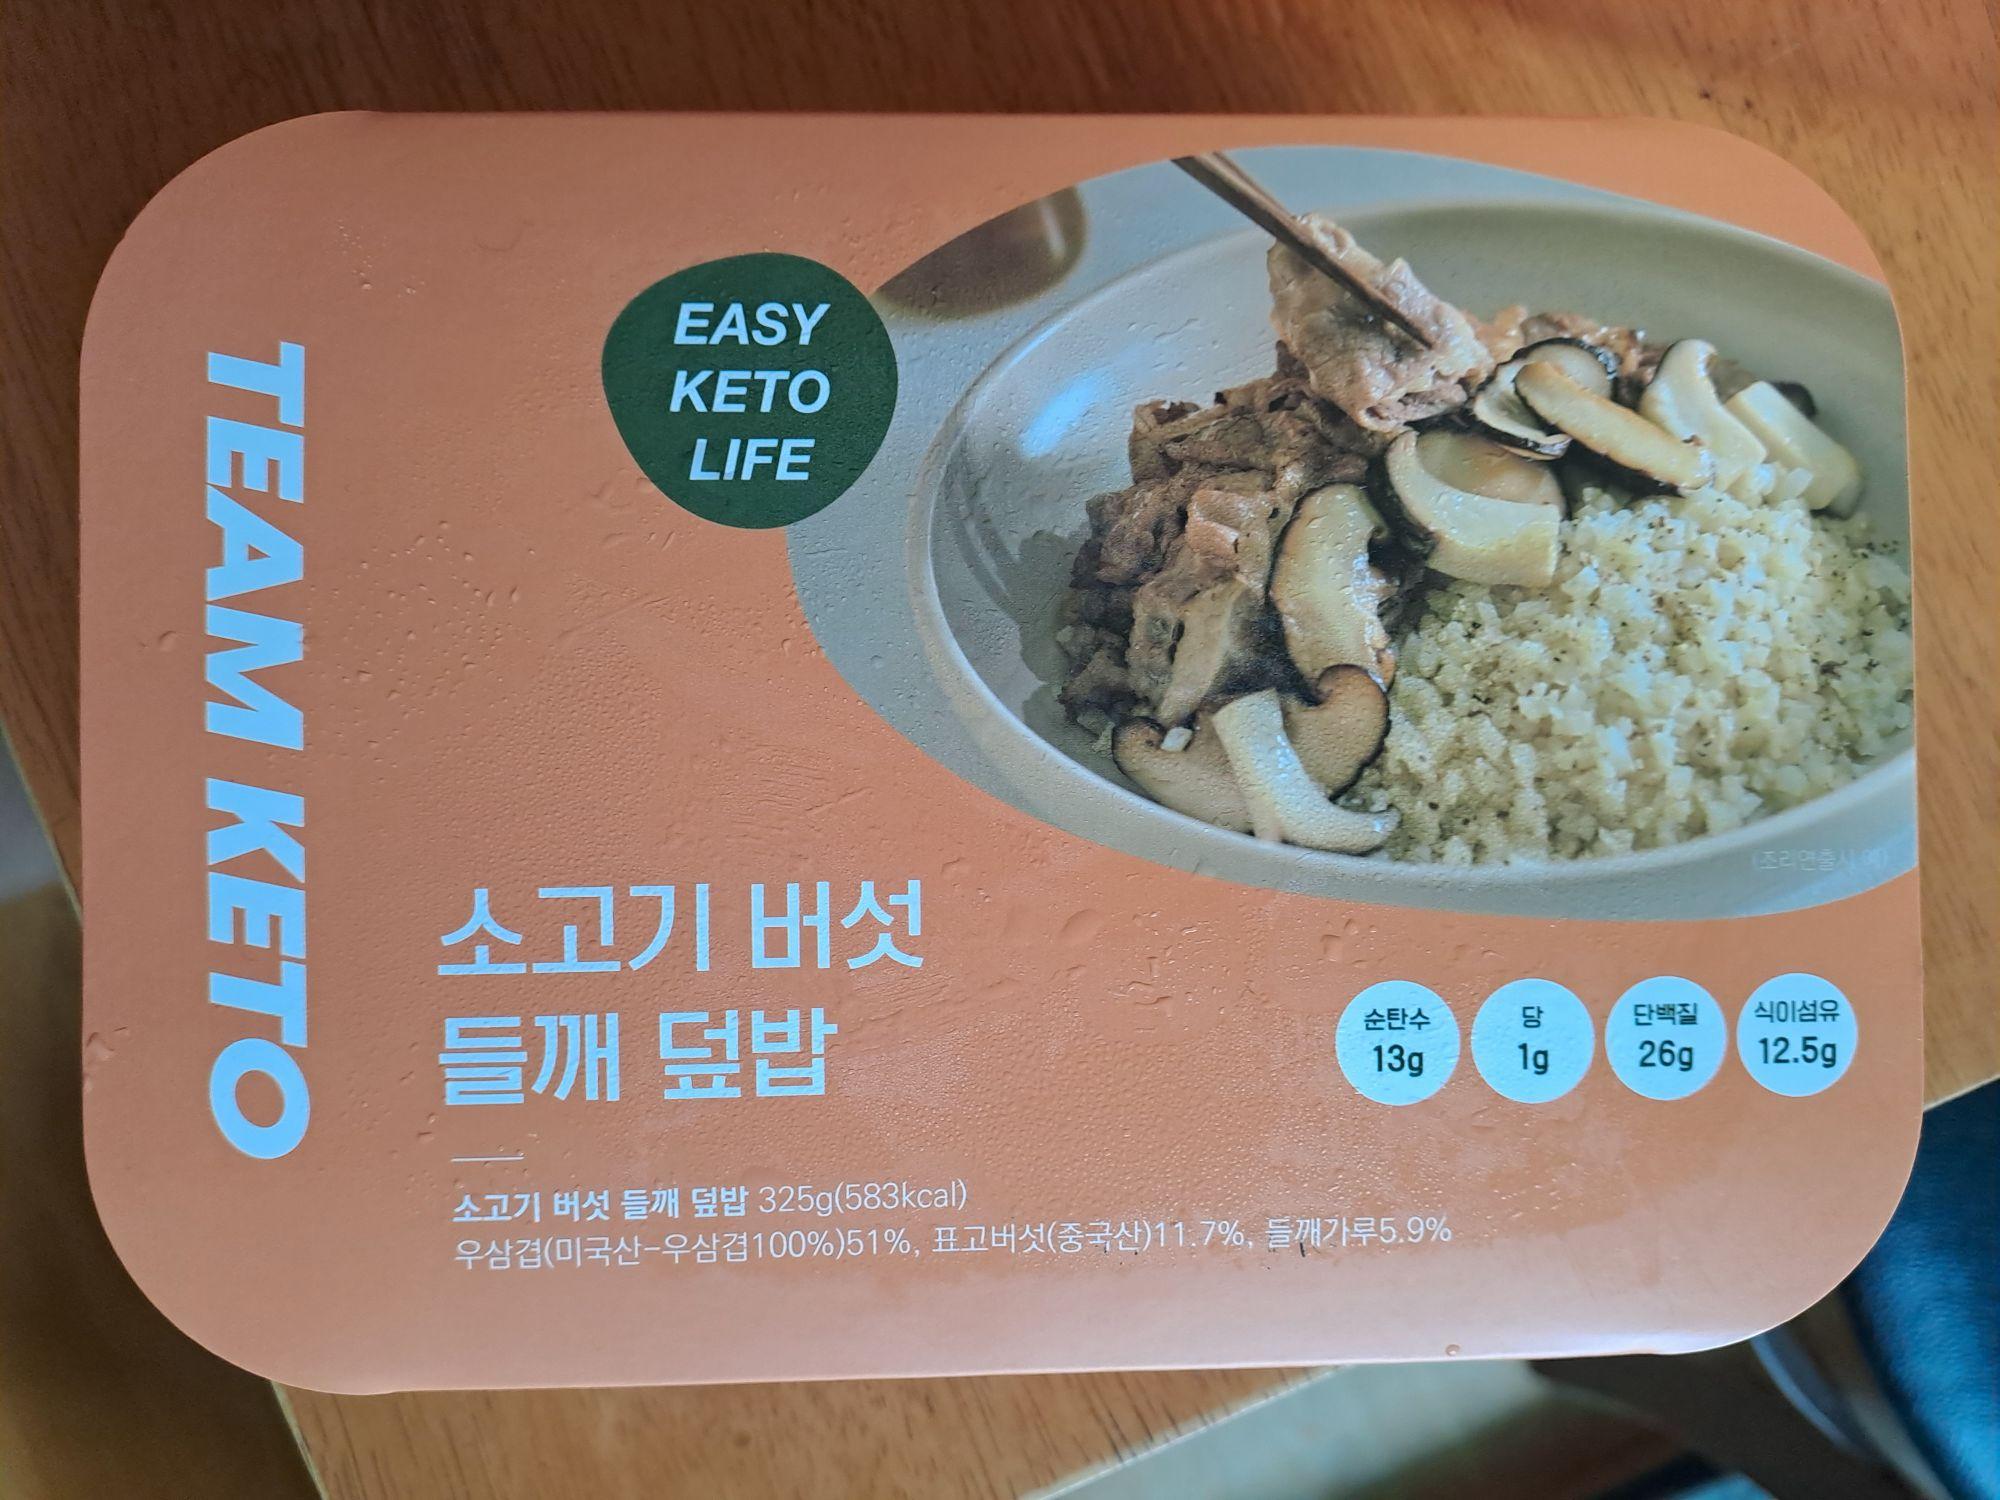 TEAM KETO
EASY
KETO
LIFE
(조리연출시 예)
소고기 버섯
들깨 덮밥
순탄수
13g
당
1g
단백질
26g
식이섬유
12.5g
소고기 버섯 들깨 덮밥 325g(583kcal)
우삼겹(미국산-우삼겹100%)51%, 표고버섯(중국산)11.7%, 들깨가루5.9%